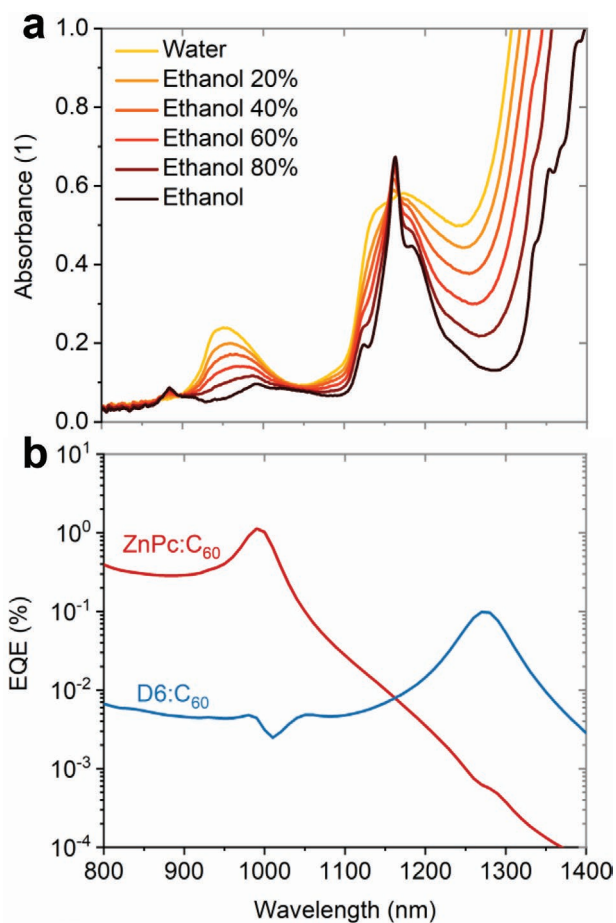 a
1.0
0.8
0.6
0.4
0.2
0.0
Absorbance (1)
Water
Ethanol 20%
Ethanol 40%
Ethanol 60%
Ethanol 80%
Ethanol
b
10¹
10⁰
10⁻¹
10⁻²
10⁻³
10⁻⁴
EQE (%)
ZnPc:C₆₀
D6:C₆₀
800 900 1000 1100 1200 1300 1400
Wavelength (nm)